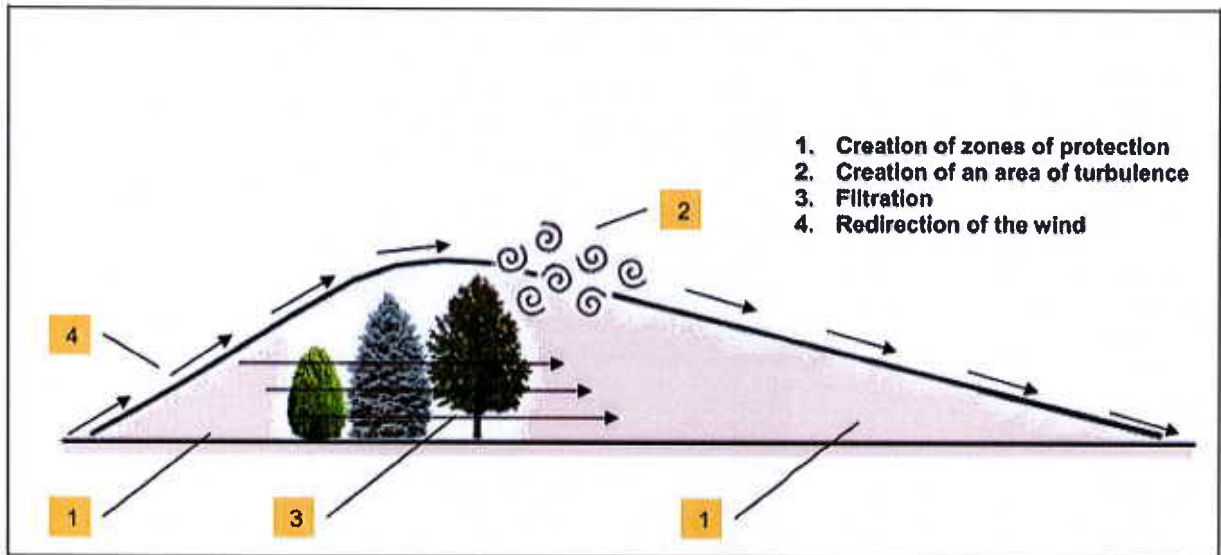 1. Creation of zones of protection
2. Creation of an area of turbulence
3. Filtration
4. Redirection of the wind
2
4
1
3
1